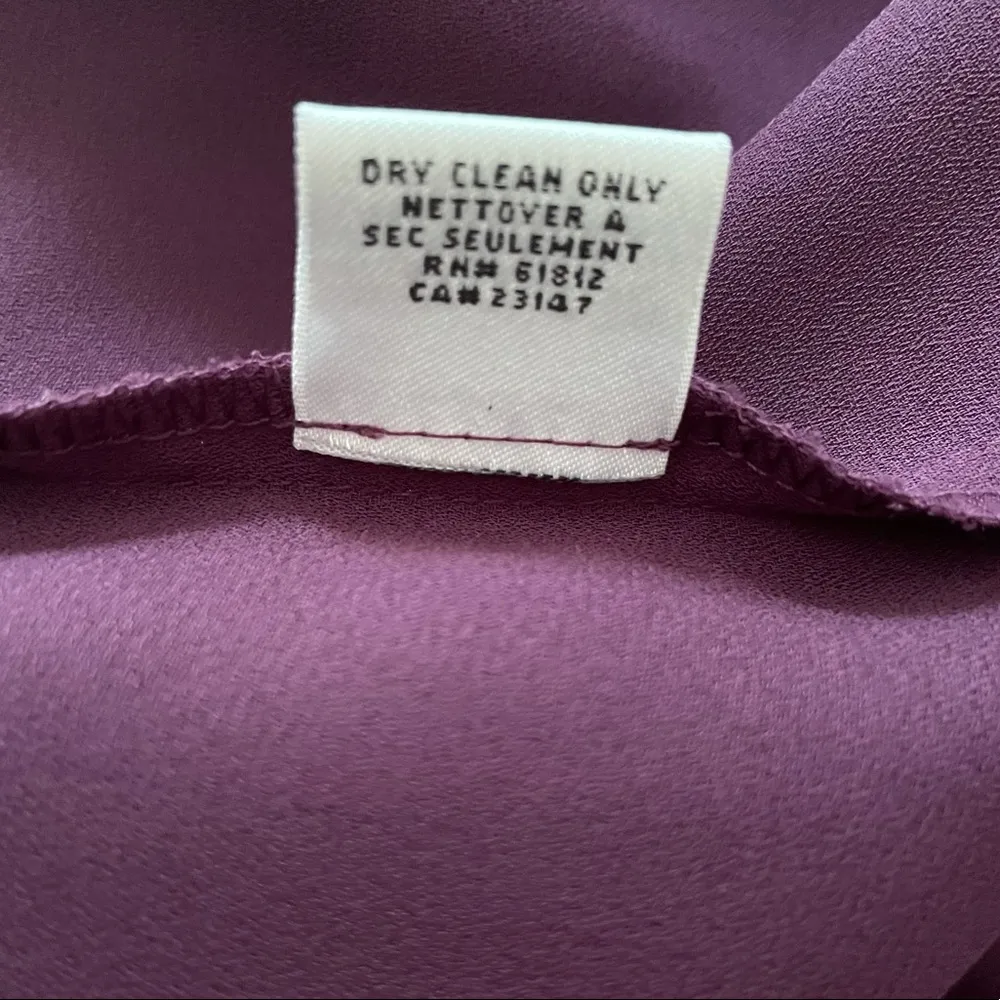 DRY CLEAN ONLY
NETTOYER A
SEC SEULEMENT
RN# 61812
CA# 23147